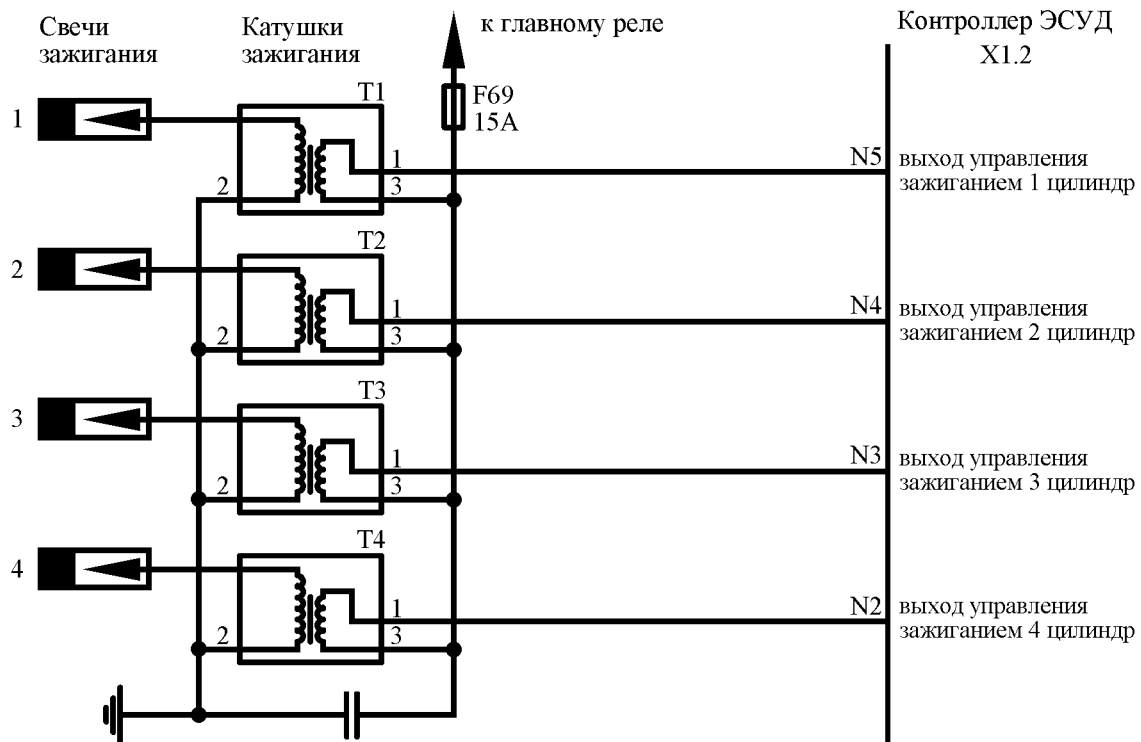 Свечи
зажигания
Катушки
зажигания
к главному реле
Контроллер ЭСУД
X1.2
F69
15А
1
T1
1
2
3
N5
выход управления
зажиганием 1 цилиндр
2
T2
1
2
3
N4
выход управления
зажиганием 2 цилиндр
3
T3
1
2
3
N3
выход управления
зажиганием 3 цилиндр
4
T4
1
2
3
N2
выход управления
зажиганием 4 цилиндр